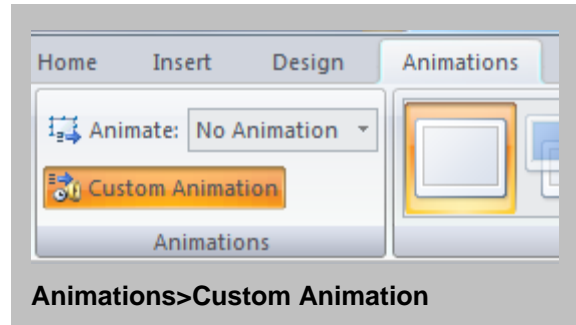 Home Insert Design Animations
Animate: No Animation
Custom Animation
Animations
Animations>Custom Animation